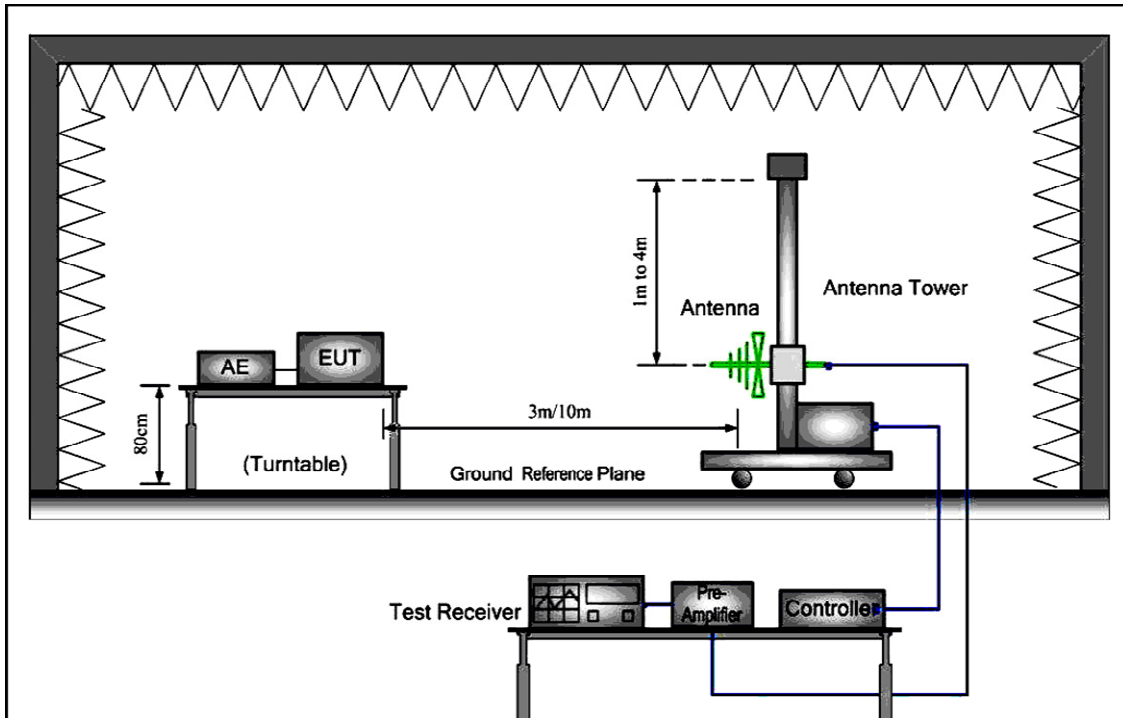 1m to 4m
Antenna
Antenna Tower
AE
EUT
80cm
3m/10m
(Turntable)
Ground Reference Plane
Test Receiver
Pre-
Amplifier
Controller